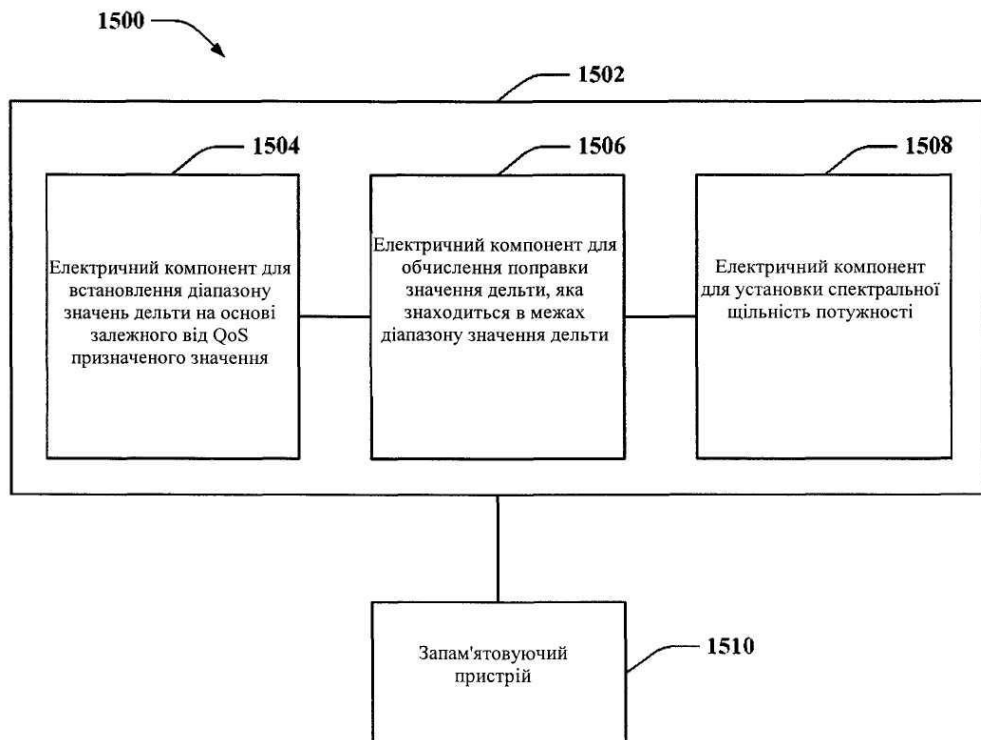 1500
1502
1504
1506
1508
Електричний компонент для
встановлення діапазону
значень дельти на основі
залежного від QoS
призначеного значення
Електричний компонент для
обчислення поправки
значення дельти, яка
знаходиться в межах
діапазону значення дельти
Електричний компонент
для установки спектральної
щільність потужності
Запам'ятовуючий
пристрій
1510